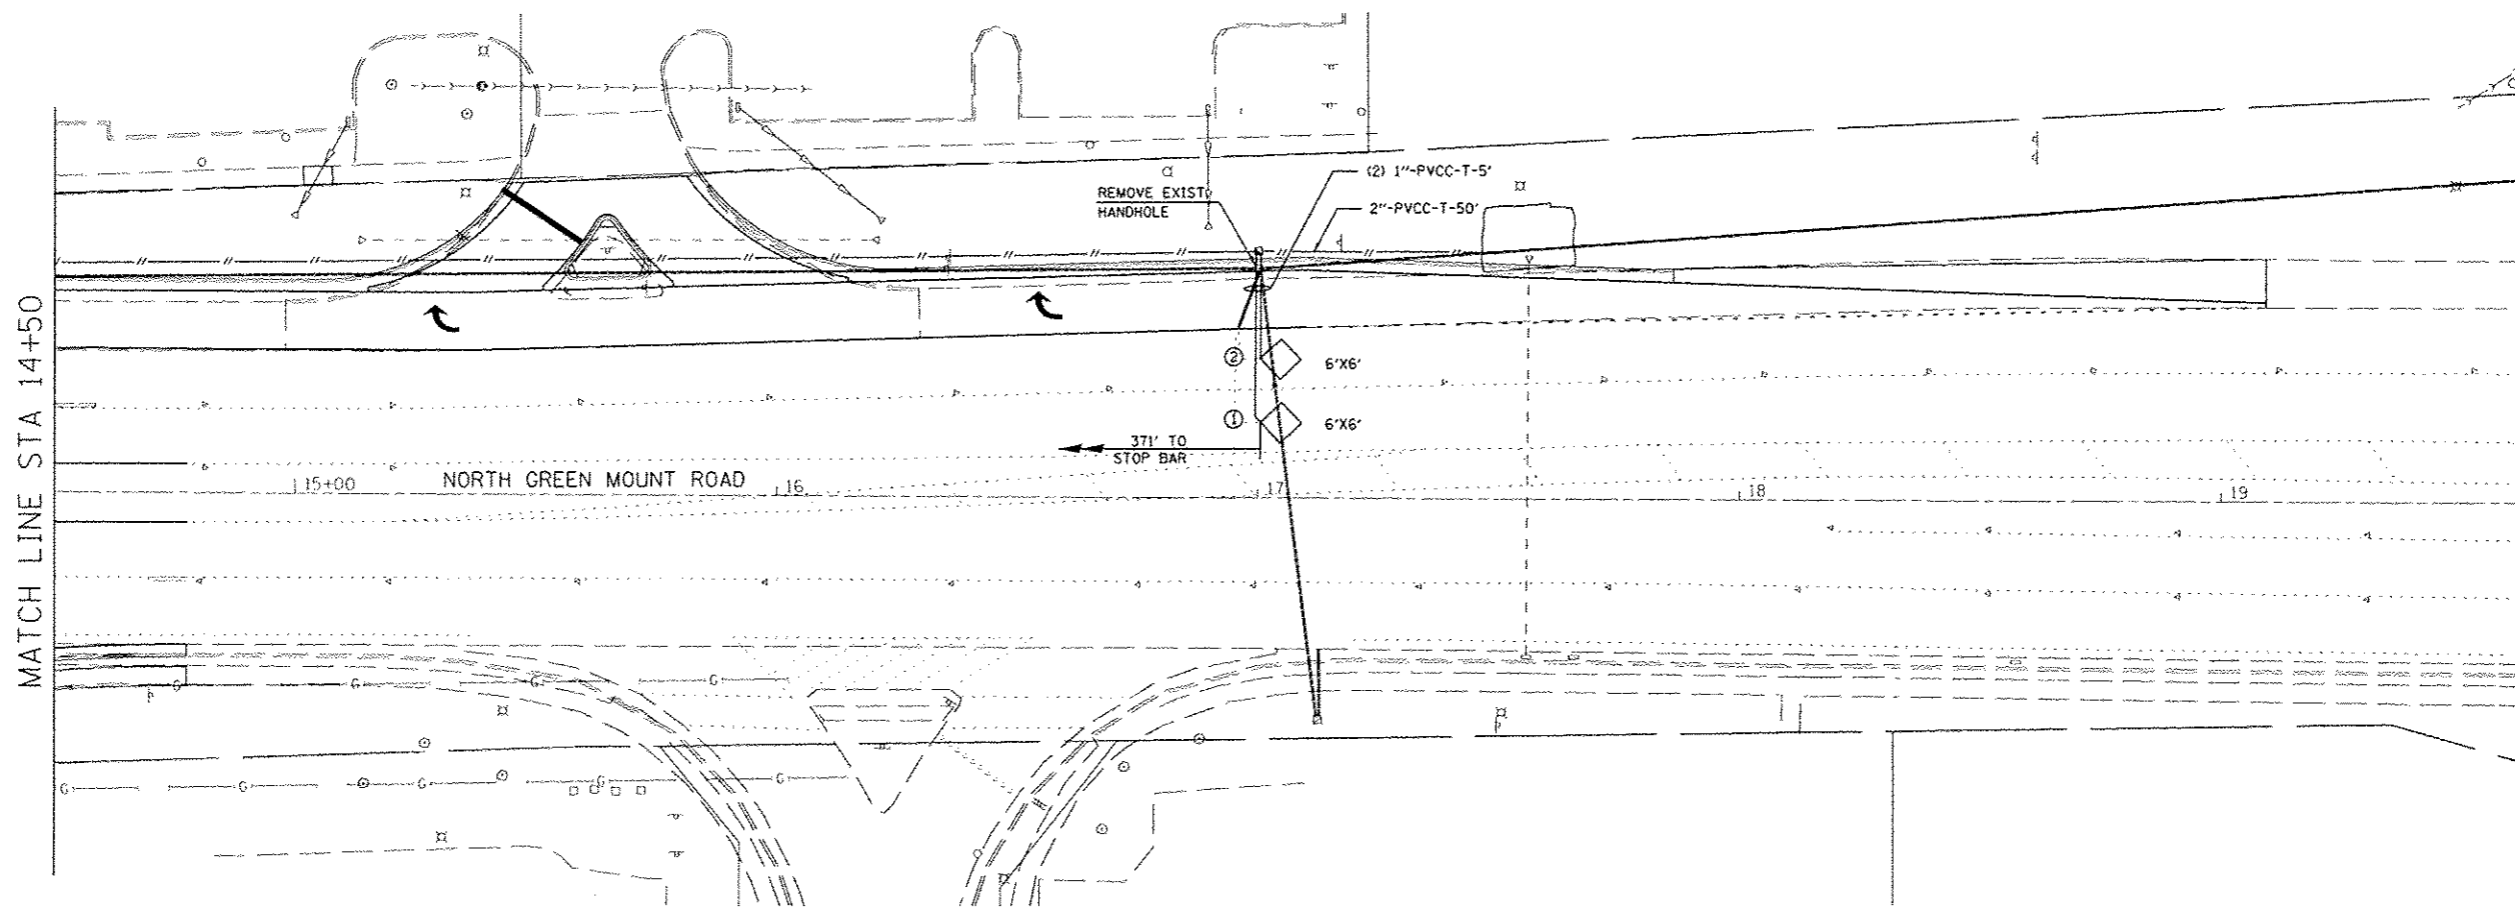 (2) 1"-PVCC-T-5'
REMOVE EXIST
HANDHOLE
2"-PVCC-T-50'
MATCH LINE STA 14+50
2
6'X6'
1
6'X6'
371' TO
STOP BAR
NORTH GREEN MOUNT ROAD
15+00
16
17
18
19
G G G G
G G G G G